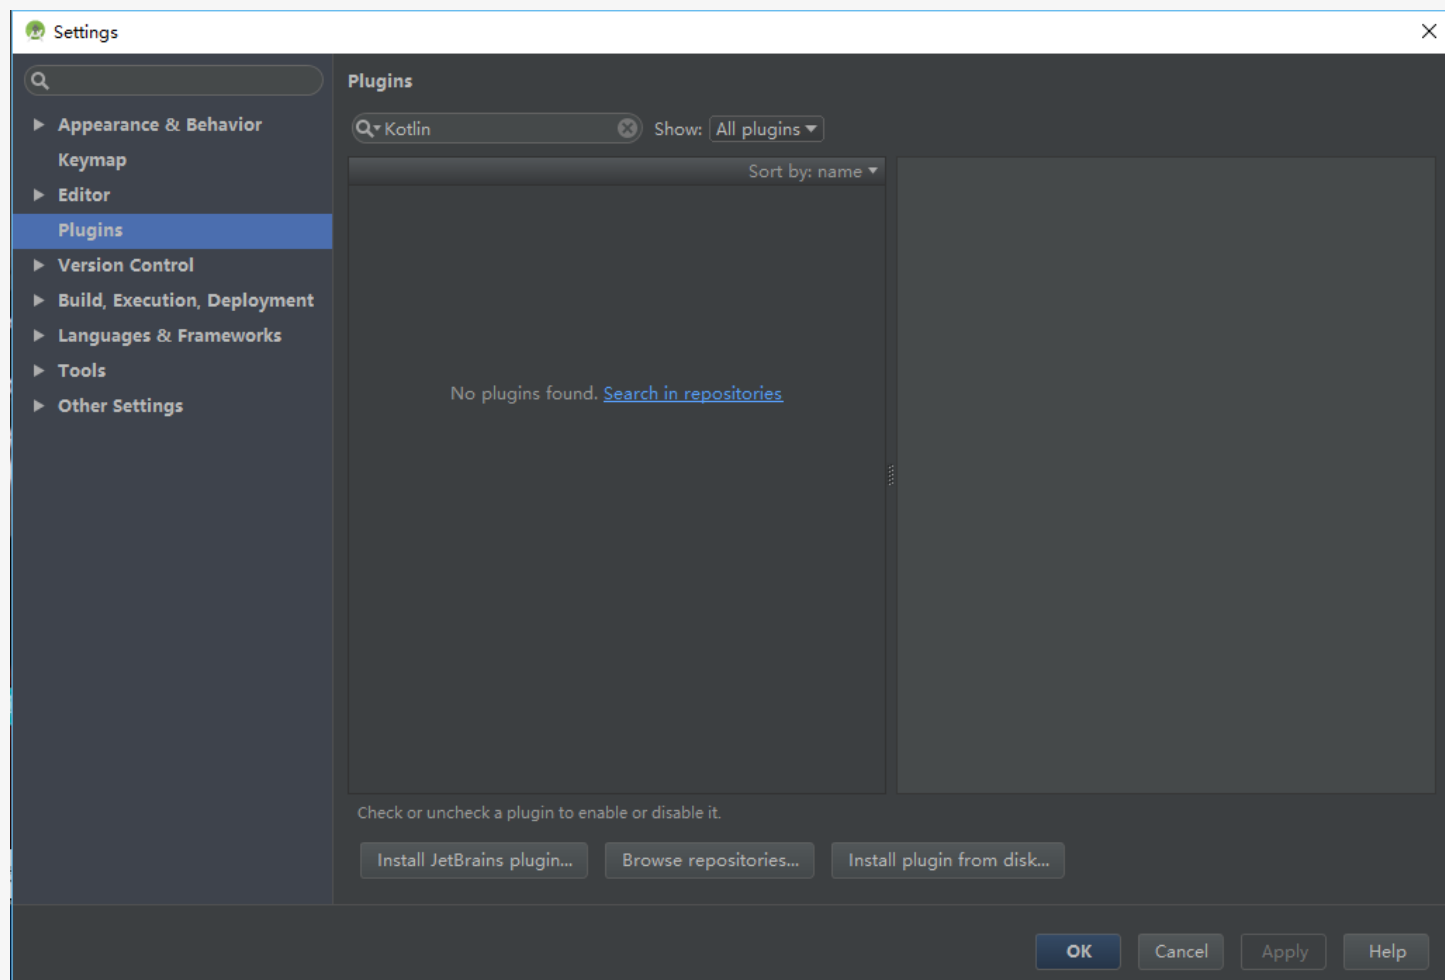 Settings
Plugins
Kotlin
Show: All plugins
Appearance & Behavior
Keymap
Editor
Plugins
Version Control
Build, Execution, Deployment
Languages & Frameworks
Tools
Other Settings
Sort by: name
No plugins found. Search in repositories
Check or uncheck a plugin to enable or disable it.
Install JetBrains plugin...
Browse repositories...
Install plugin from disk...
OK
Cancel
Apply
Help